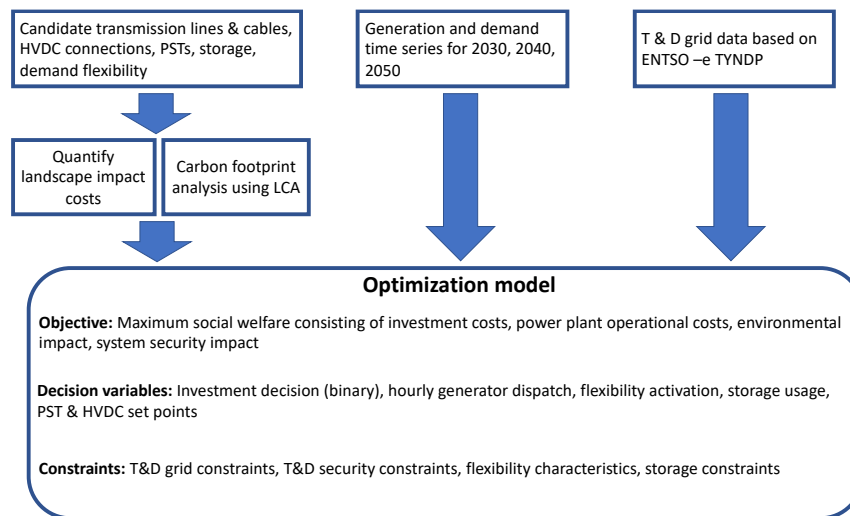 Candidate transmission lines & cables,
HVDC connections, PSTs, storage,
demand flexibility
Generation and demand
time series for 2030, 2040,
2050
T & D grid data based on
ENTSO –e TYNDP
Quantify
landscape impact
costs
Carbon footprint
analysis using LCA
Optimization model
Objective: Maximum social welfare consisting of investment costs, power plant operational costs, environmental
impact, system security impact
Decision variables: Investment decision (binary), hourly generator dispatch, flexibility activation, storage usage,
PST & HVDC set points
Constraints: T&D grid constraints, T&D security constraints, flexibility characteristics, storage constraints